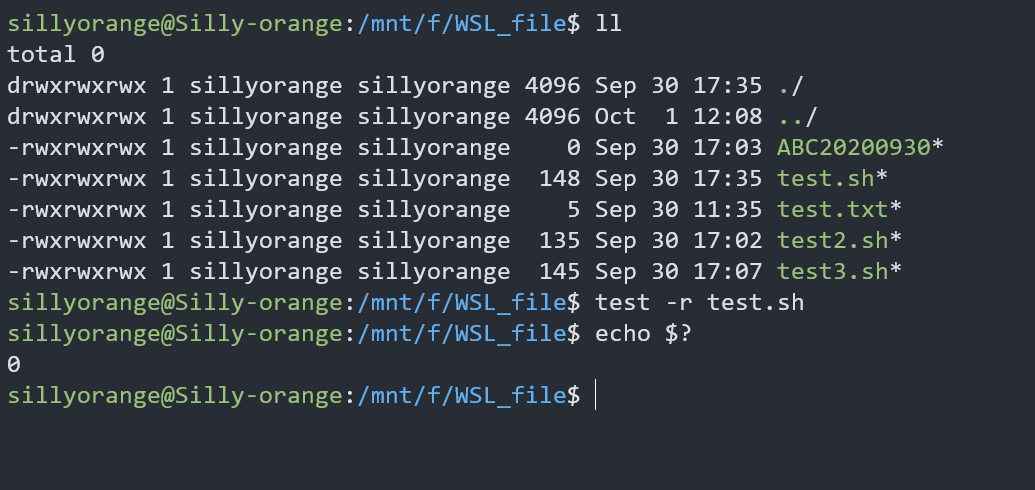 sillyorange@Silly-orange:/mnt/f/WSL_file$ ll
total 0
drwxrwxrwx 1 sillyorange sillyorange 4096 Sep 30 17:35 ./
drwxrwxrwx 1 sillyorange sillyorange 4096 Oct  1 12:08 ../
-rwxrwxrwx 1 sillyorange sillyorange    0 Sep 30 17:03 ABC20200930*
-rwxrwxrwx 1 sillyorange sillyorange  148 Sep 30 17:35 test.sh*
-rwxrwxrwx 1 sillyorange sillyorange    5 Sep 30 11:35 test.txt*
-rwxrwxrwx 1 sillyorange sillyorange  135 Sep 30 17:02 test2.sh*
-rwxrwxrwx 1 sillyorange sillyorange  145 Sep 30 17:07 test3.sh*
sillyorange@Silly-orange:/mnt/f/WSL_file$ test -r test.sh
sillyorange@Silly-orange:/mnt/f/WSL_file$ echo $?
0
sillyorange@Silly-orange:/mnt/f/WSL_file$